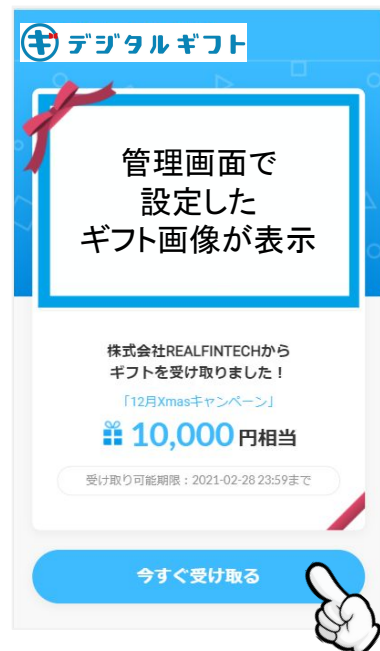 ギ デジタルギフト
管理画面で
設定した
ギフト画像が表示
株式会社REALFINTECHから
ギフトを受け取りました！
「12月Xmasキャンペーン」
10,000 円相当
受け取り可能期限：2021-02-28 23:59まで
今すぐ受け取る